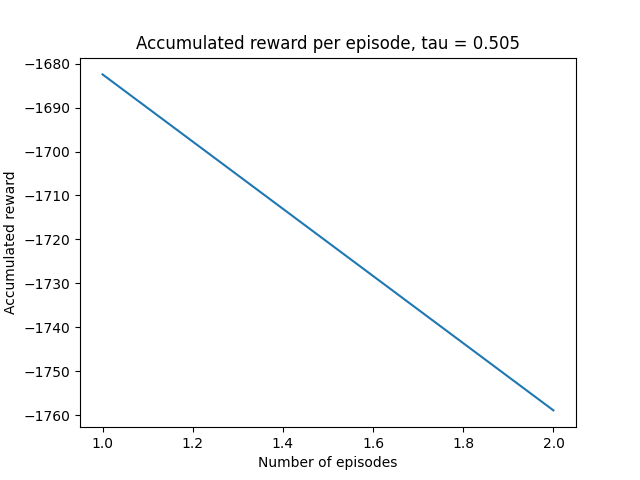 Accumulated reward per episode, tau = 0.505
Accumulated reward
−1680
−1690
−1700
−1710
−1720
−1730
−1740
−1750
−1760
1.0 1.2 1.4 1.6 1.8 2.0
Number of episodes